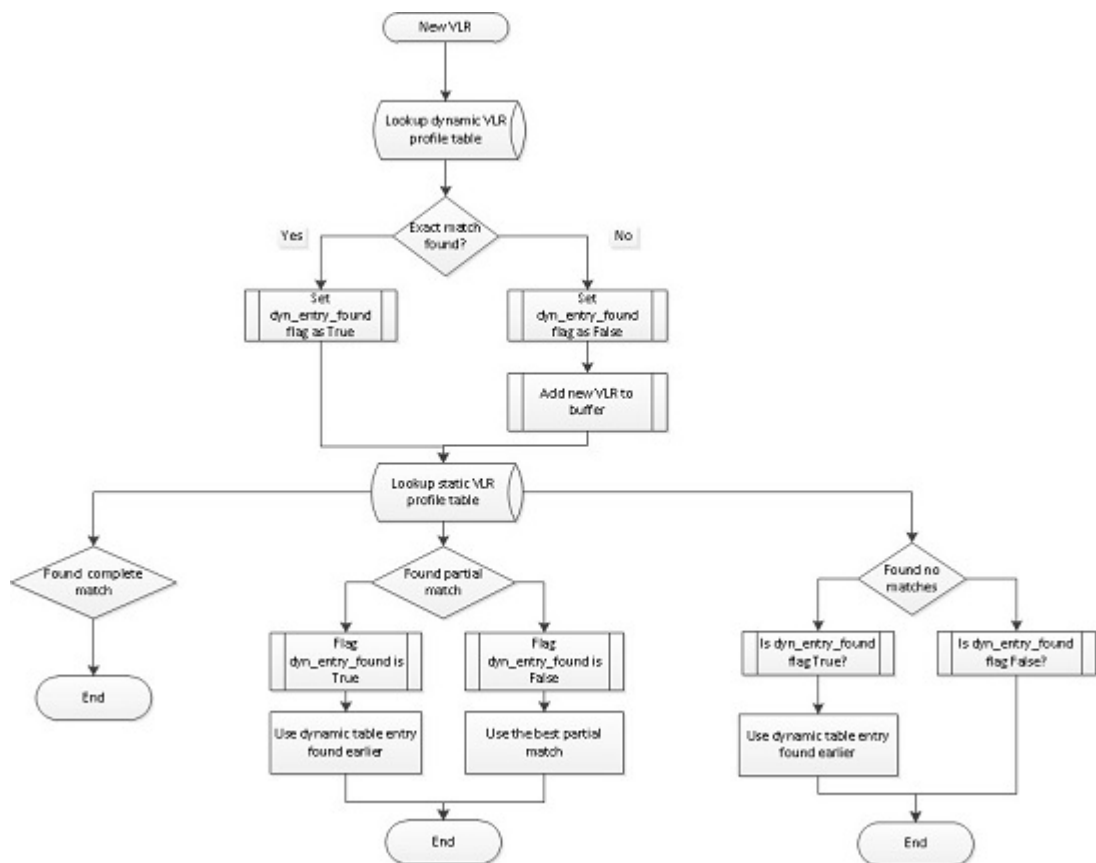 New VLR
Lookup dynamic VLR
profile table
Exact match
found?
Yes
No
Set
dyn_entry_found
flag as True
Set
dyn_entry_found
flag as False
Add new VLR to
buffer
Lookup static VLR
profile table
Found complete
match
Found partial
match
Found no
matches
Flag
dyn_entry_found is
True
Flag
dyn_entry_found is
False
Is dyn_entry_found
flag True?
Is dyn_entry_found
flag False?
End
Use dynamic table entry
found earlier
Use the best partial
match
Use dynamic table entry
found earlier
End
End